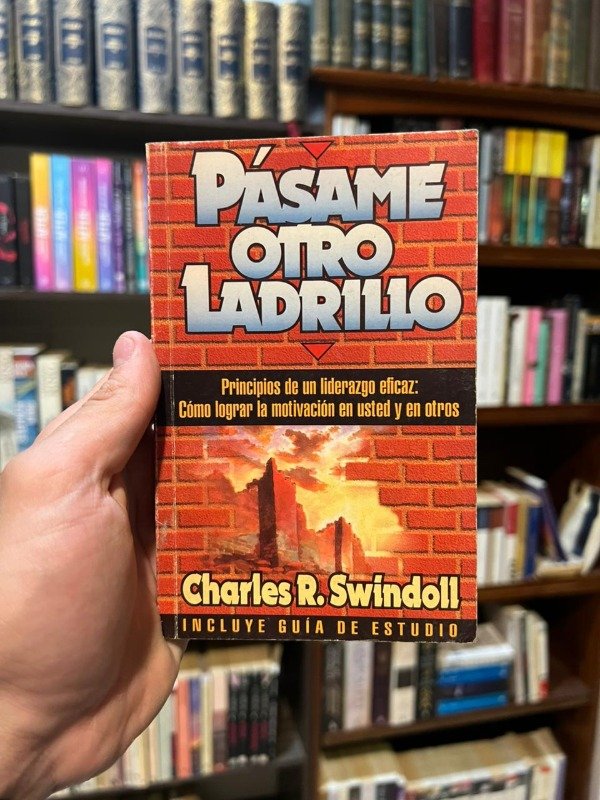 PÁSAME
OTRO
LADRILLO
Principios de un liderazgo eficaz:
Cómo lograr la motivación en usted y en otros
Charles R. Swindoll
INCLUYE GUÍA DE ESTUDIO